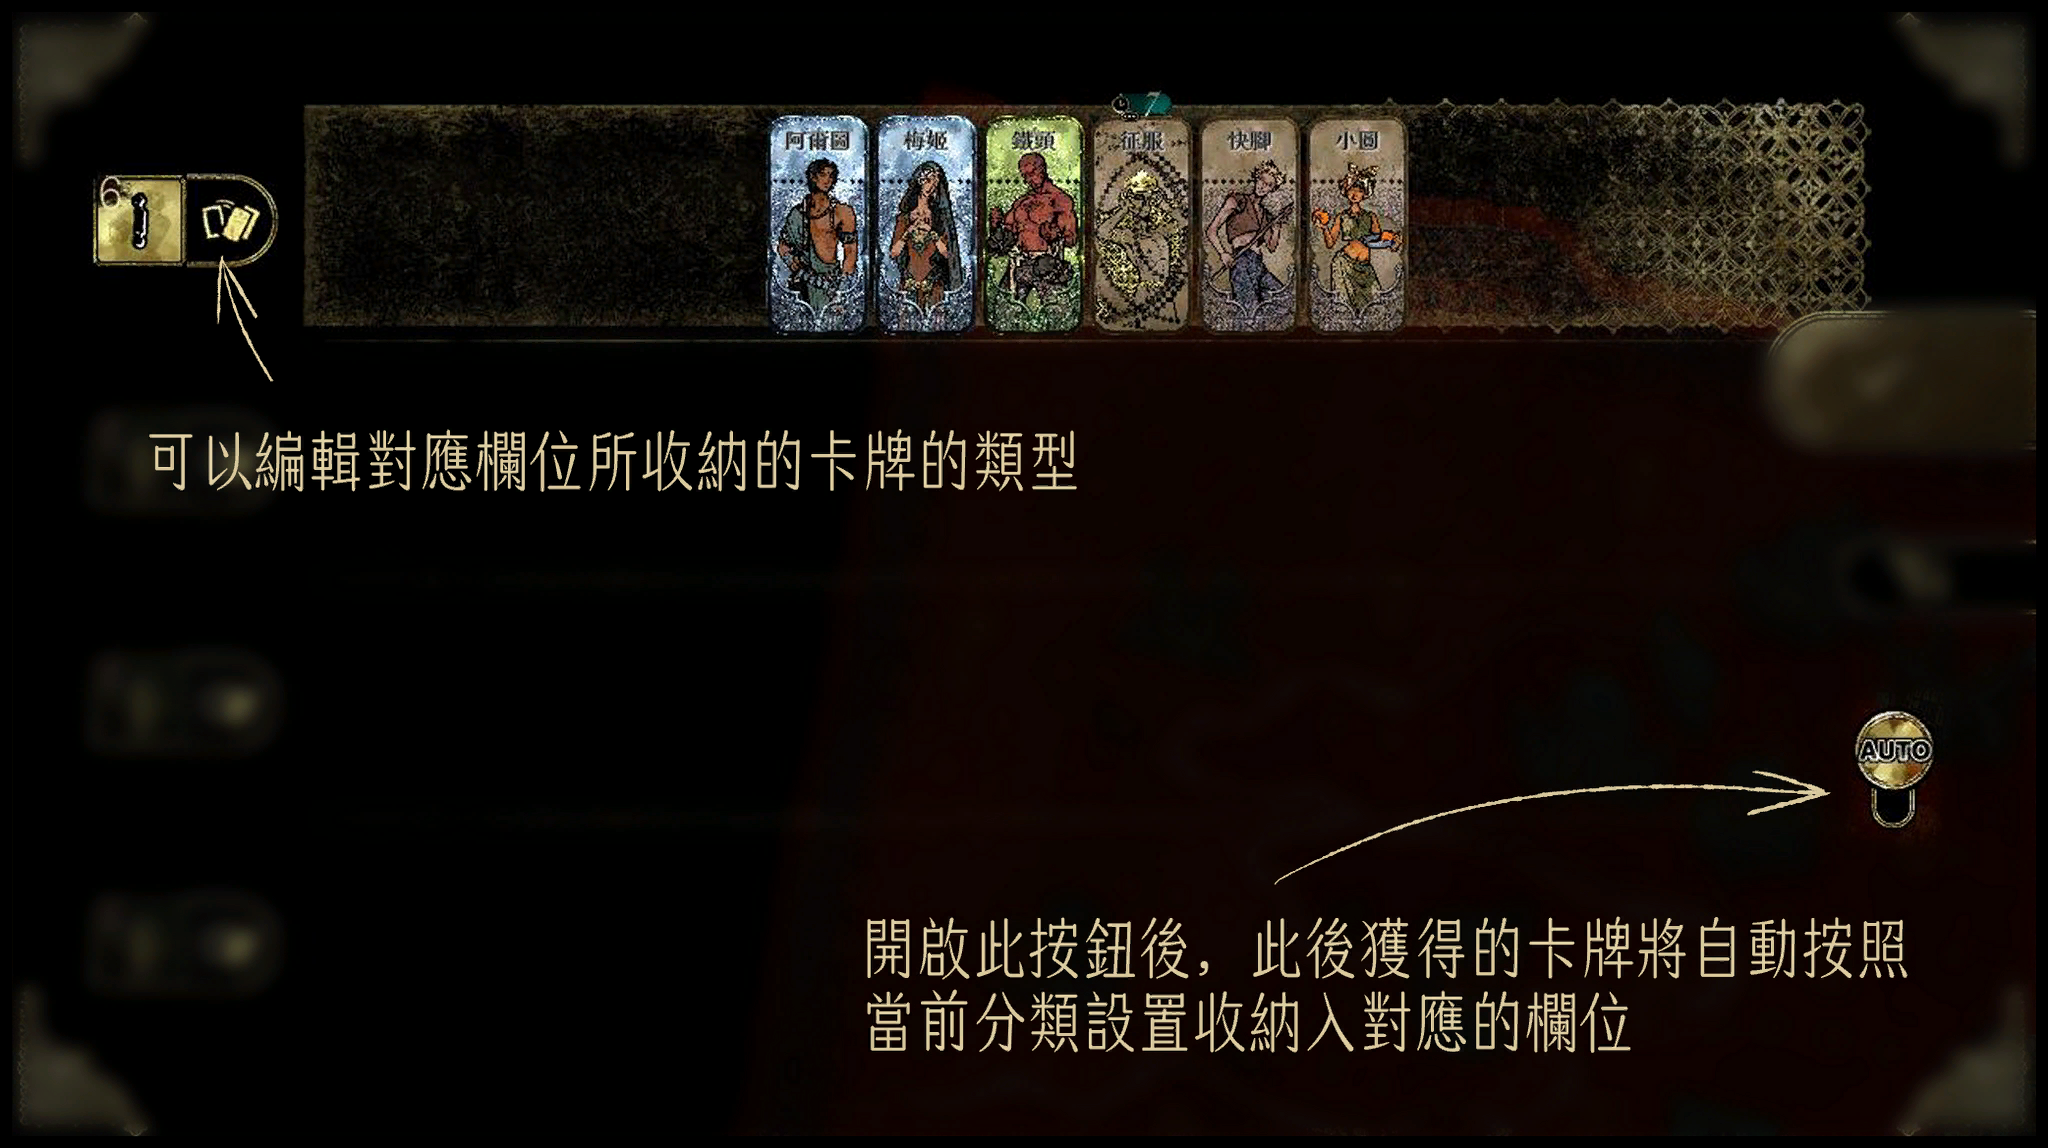 7
阿爾圖 梅姬 鐵頭 征服 快腳 小圓
6
可以編輯對應欄位所收納的卡牌的類型
AUTO
開啟此按鈕後，此後獲得的卡牌將自動按照
當前分類設置收納入對應的欄位